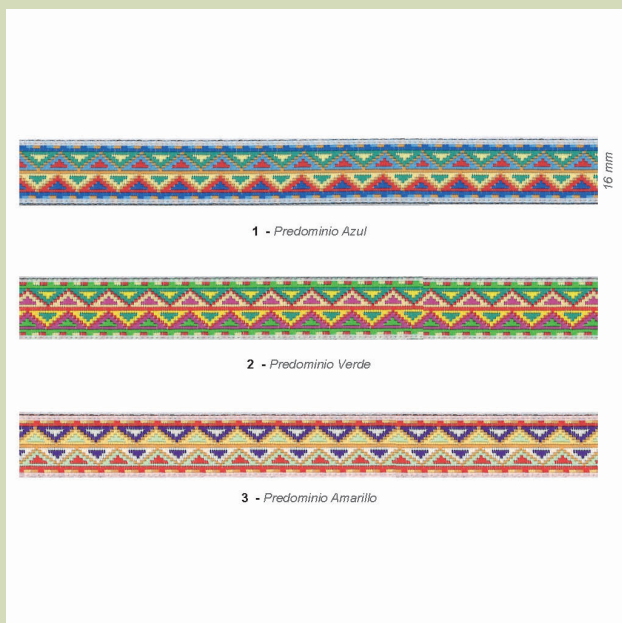 16 mm
1 - Predominio Azul
2 - Predominio Verde
3 - Predominio Amarillo